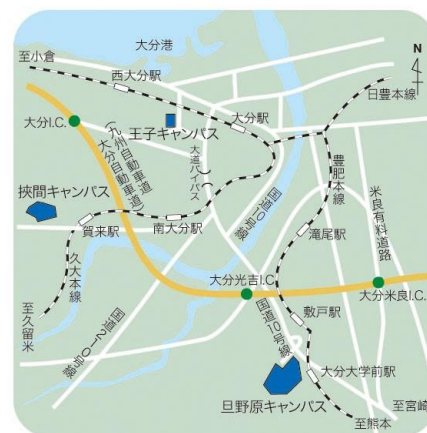 大分港
至小倉
西大分駅
N
日豊本線
大分I.C.
王子キャンパス
大分駅
(九州自動車道)
大分自動車道
大道バイパス
国道10号線
豊肥本線
米良有料道路
挾間キャンパス
賀来駅
南大分駅
滝尾駅
久大本線
至久留米
国道210号線
大分光吉I.C
大分米良I.C.
国道10号線
敷戸駅
大分大学前駅
旦野原キャンパス
至宮崎
至熊本